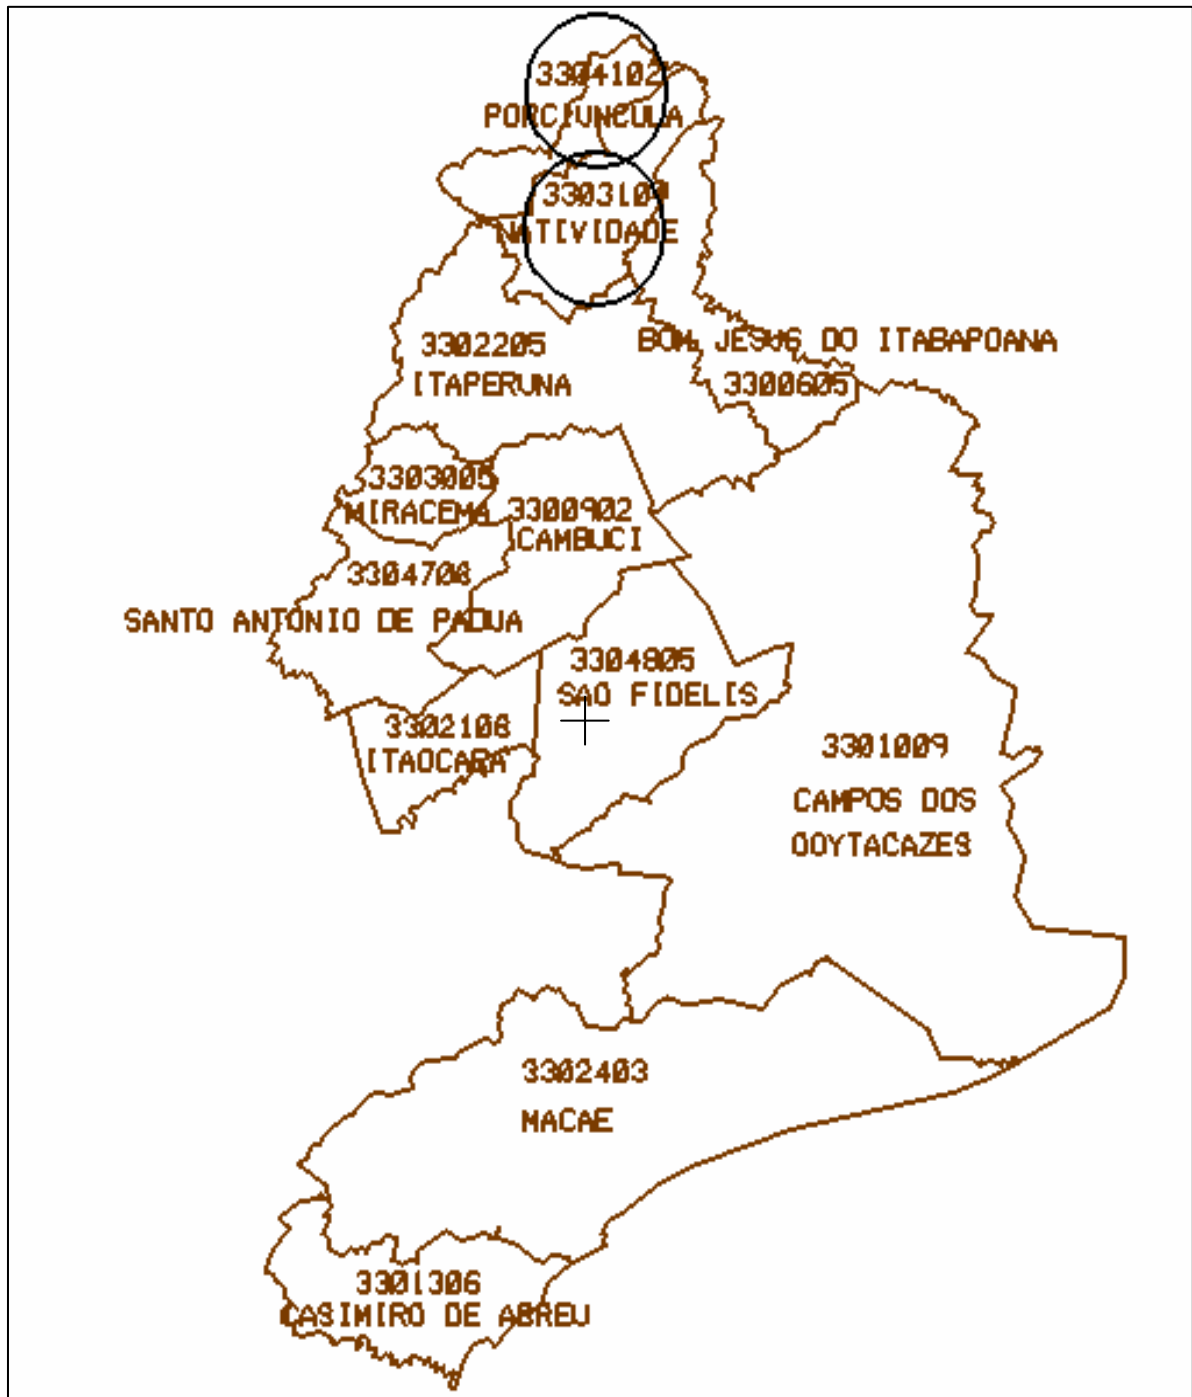 3304102
PORCIUNCULA
3303104
NATIVIDADE
3302205
ITAPERUNA
BOM JESUS DO ITABAPOANA
3300605
3303005
MIRACEMA
3300902
CAMBUCI
3304706
SANTO ANTONIO DE PADUA
3304805
SAO FIDELIS
3302106
ITAOCARA
3301009
CAMPOS DOS
GOYTACAZES
3302403
MACAE
3301306
CASIMIRO DE ABREU